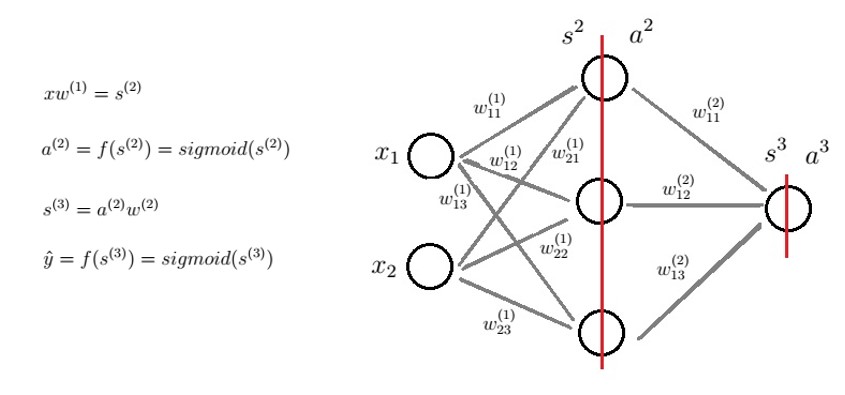 xw^{(1)} = s^{(2)}
a^{(2)} = f(s^{(2)}) = sigmoid(s^{(2)})
s^{(3)} = a^{(2)}w^{(2)}
ŷ = f(s^{(3)}) = sigmoid(s^{(3)})
s^2 a^2
w_{11}^{(1)} w_{11}^{(2)}
x_1 w_{12}^{(1)} w_{21}^{(1)} s^3 a^3
w_{13}^{(1)} w_{12}^{(2)}
x_2 w_{22}^{(1)} w_{13}^{(2)}
w_{23}^{(1)}